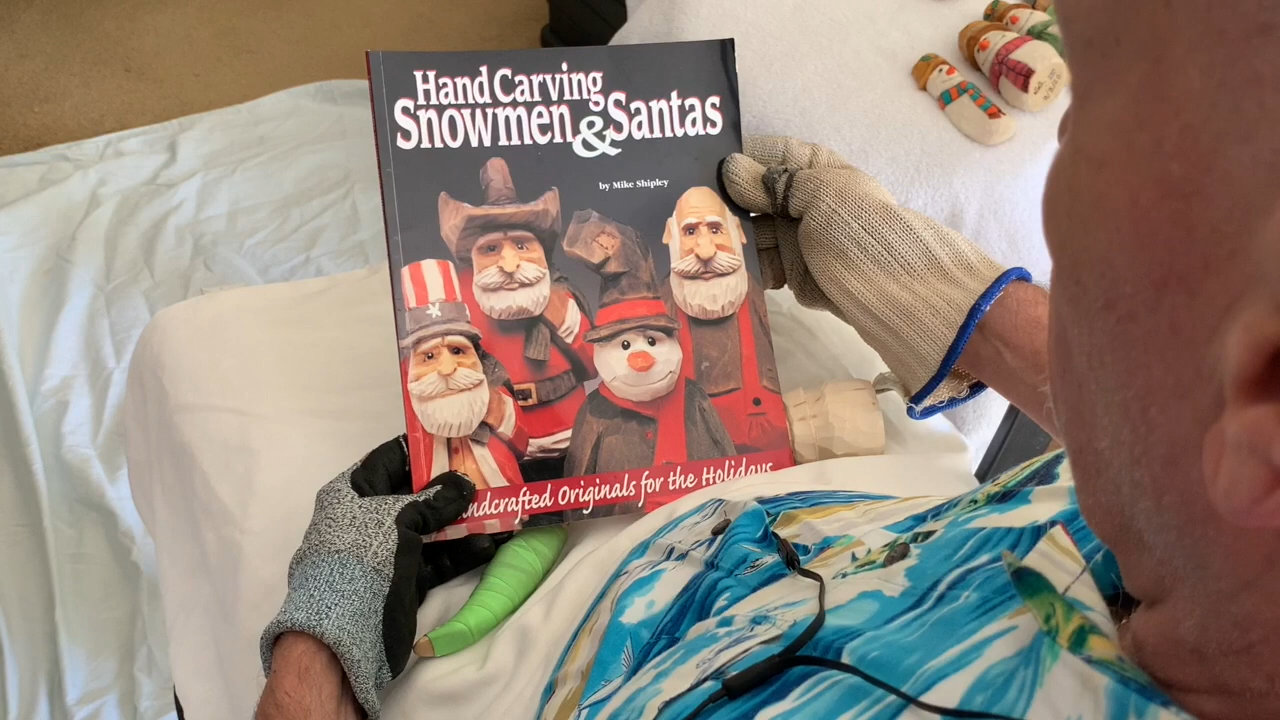 Hand Carving
Snowmen & Santas
by Mike Shipley
ndcrafted Originals for the Holidays